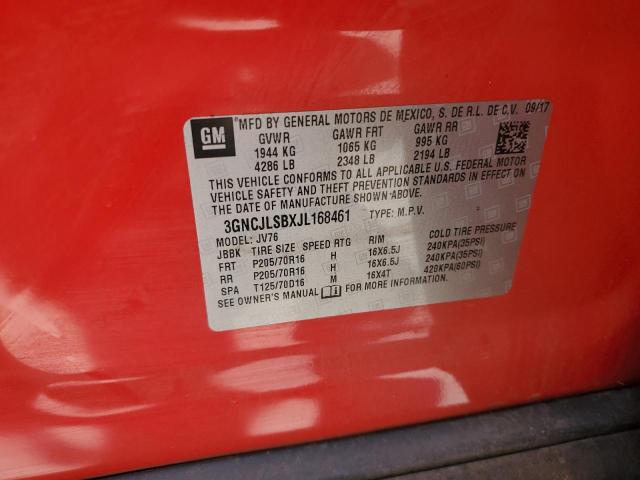 GM
*MFD BY GENERAL MOTORS DE MEXICO, S. DE R.L. DE C.V. 09/17
GVWR GAWR FRT GAWR RR
1944 KG 1065 KG 995 KG
4286 LB 2348 LB 2194 LB
THIS VEHICLE CONFORMS TO ALL APPLICABLE U.S. FEDERAL MOTOR
VEHICLE SAFETY AND THEFT PREVENTION STANDARDS IN EFFECT ON
THE DATE OF MANUFACTURE SHOWN ABOVE.
3GNCJLSBXJL168461 TYPE: M.P.V.
MODEL: JV76
JBBK TIRE SIZE SPEED RTG RIM COLD TIRE PRESSURE
FRT P205/70R16 H 16X6.5J 240KPA(35PSI)
RR P205/70R16 H 16X6.5J 240KPA(35PSI)
SPA T125/70D16 M 16X4T 420KPA(60PSI)
SEE OWNER'S MANUAL FOR MORE INFORMATION.